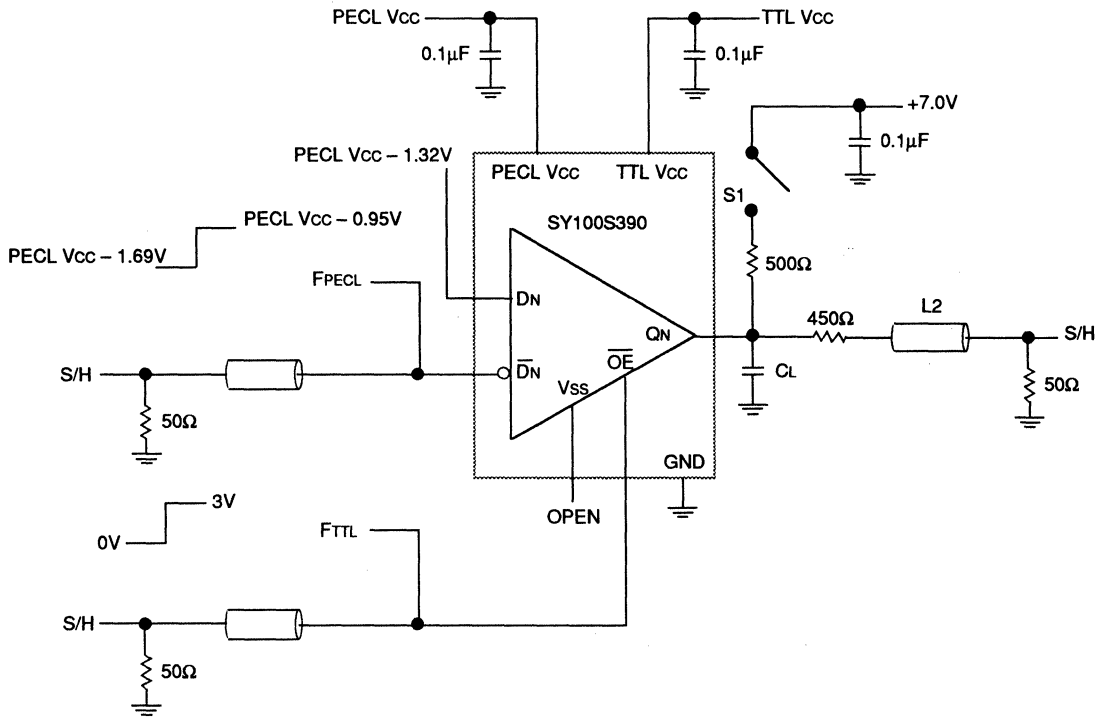 PECL VCC
TTL VCC
0.1µF
0.1µF
+7.0V
0.1µF
PECL VCC – 1.32V
PECL VCC
TTL VCC
S1
PECL VCC – 0.95V
SY100S390
PECL VCC – 1.69V
500Ω
FPECL
DN
L2
450Ω
QN
S/H
OE
S/H
DN
CL
VSS
50Ω
50Ω
GND
3V
OPEN
FTTL
0V
S/H
50Ω